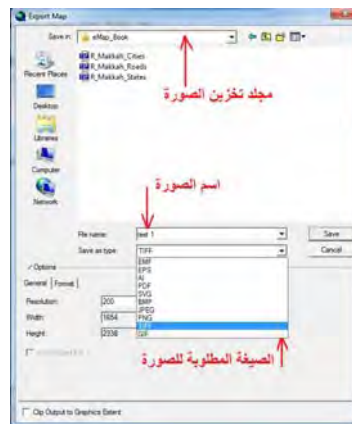 Export Map
Save in:
eMap_Book
R_Makkah_Cities
R_Makkah_Roads
R_Makkah_States
Recent Places
Desktop
Libraries
Computer
Network
مجلد تخزين الصورة
اسم الصورة
File name:
test 1
Save
Save as type:
TIFF
Cancel
EMF
EPS
AI
PDF
SVG
BMP
JPEG
PNG
TIFF
GIF
Options
General
Format
Resolution:
200
Width:
1654
Height:
2338
الصيغة المطلوبة للصورة
Clip Output to Graphics Extent